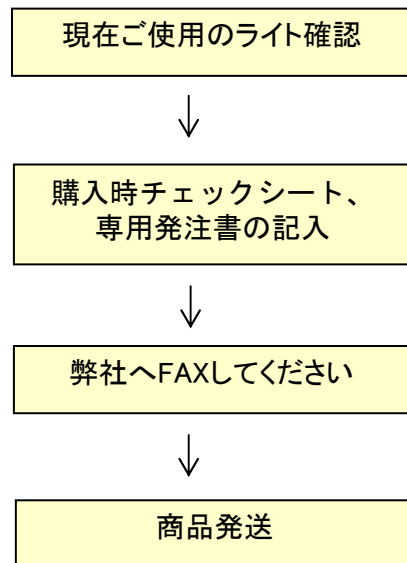 現在ご使用のライト確認
購入時チェックシート、
専用発注書の記入
弊社へFAXしてください
商品発送